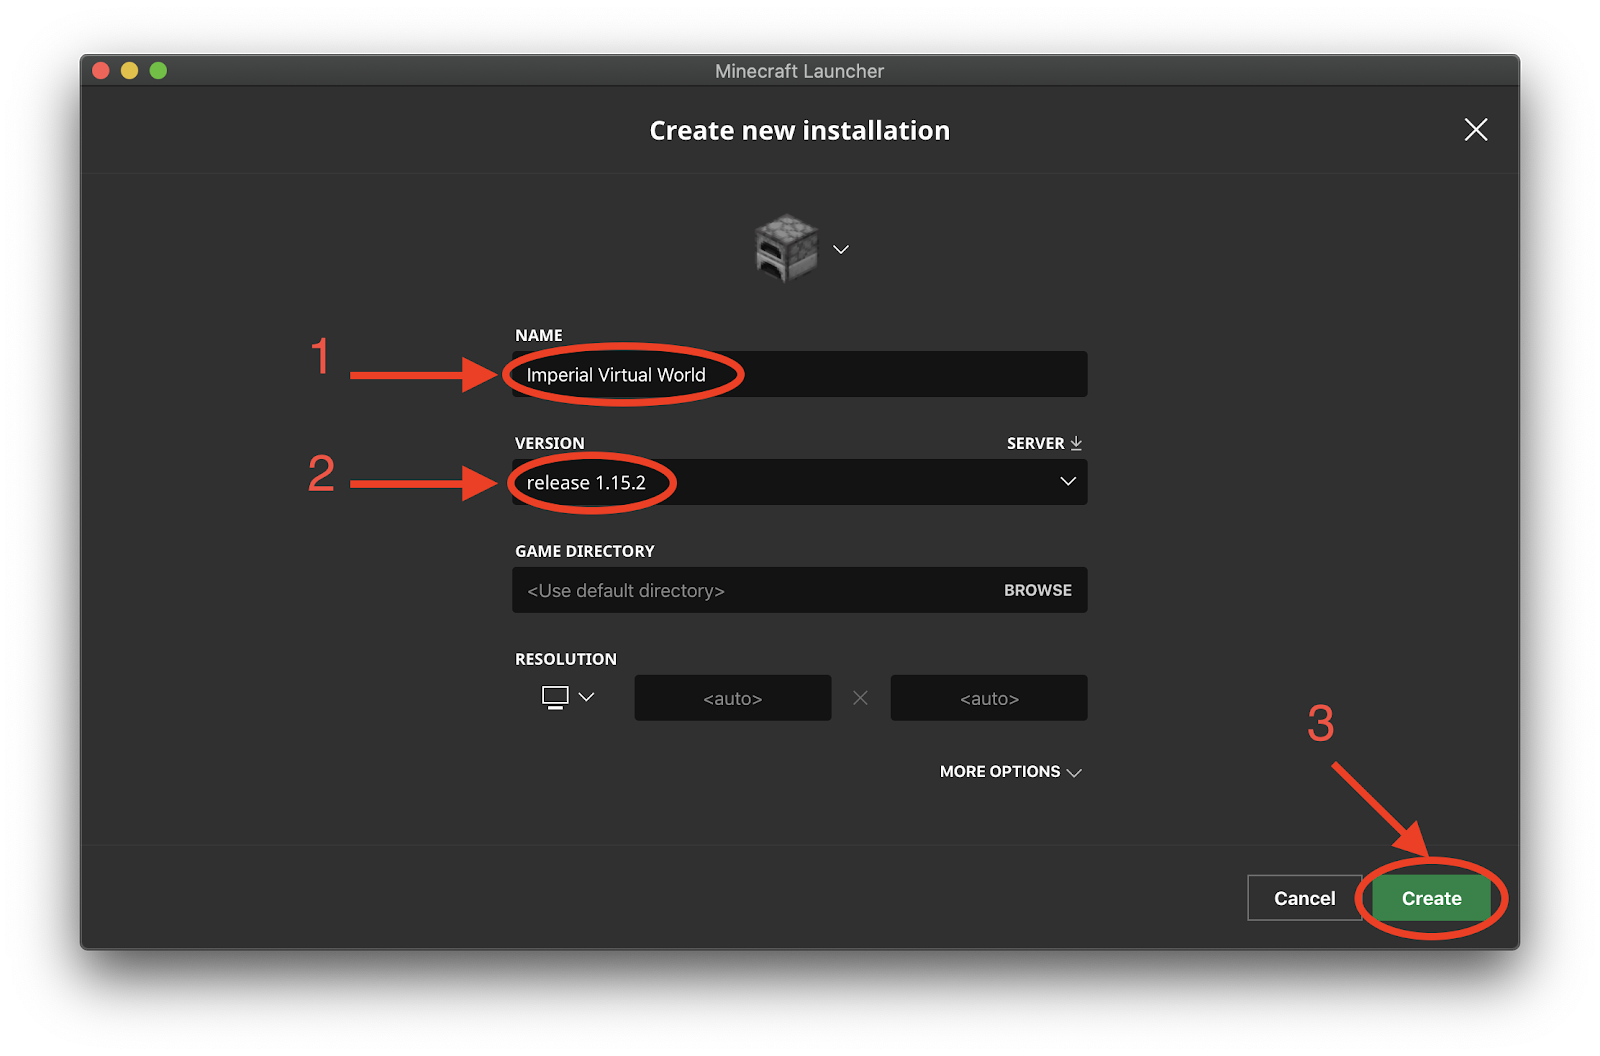 Minecraft Launcher
Create new installation
NAME
1
Imperial Virtual World
VERSION
SERVER
2
release 1.15.2
GAME DIRECTORY
<Use default directory>
BROWSE
RESOLUTION
<auto>
<auto>
3
MORE OPTIONS
Cancel
Create